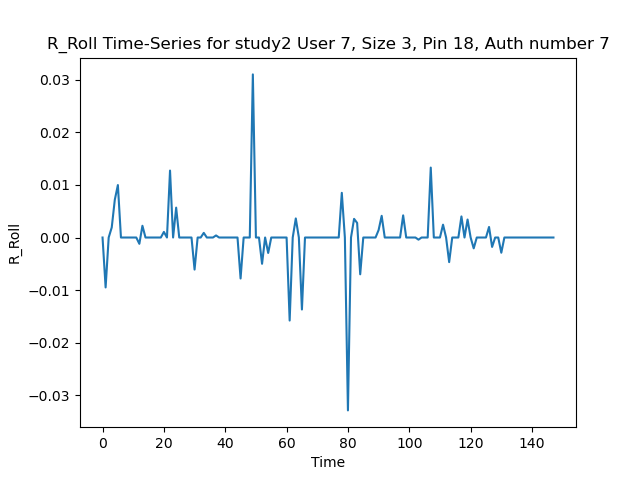 R_Roll Time-Series for study2 User 7, Size 3, Pin 18, Auth number 7
0.03
0.02
0.01
0.00
−0.01
−0.02
−0.03
R_Roll
0 20 40 60 80 100 120 140
Time